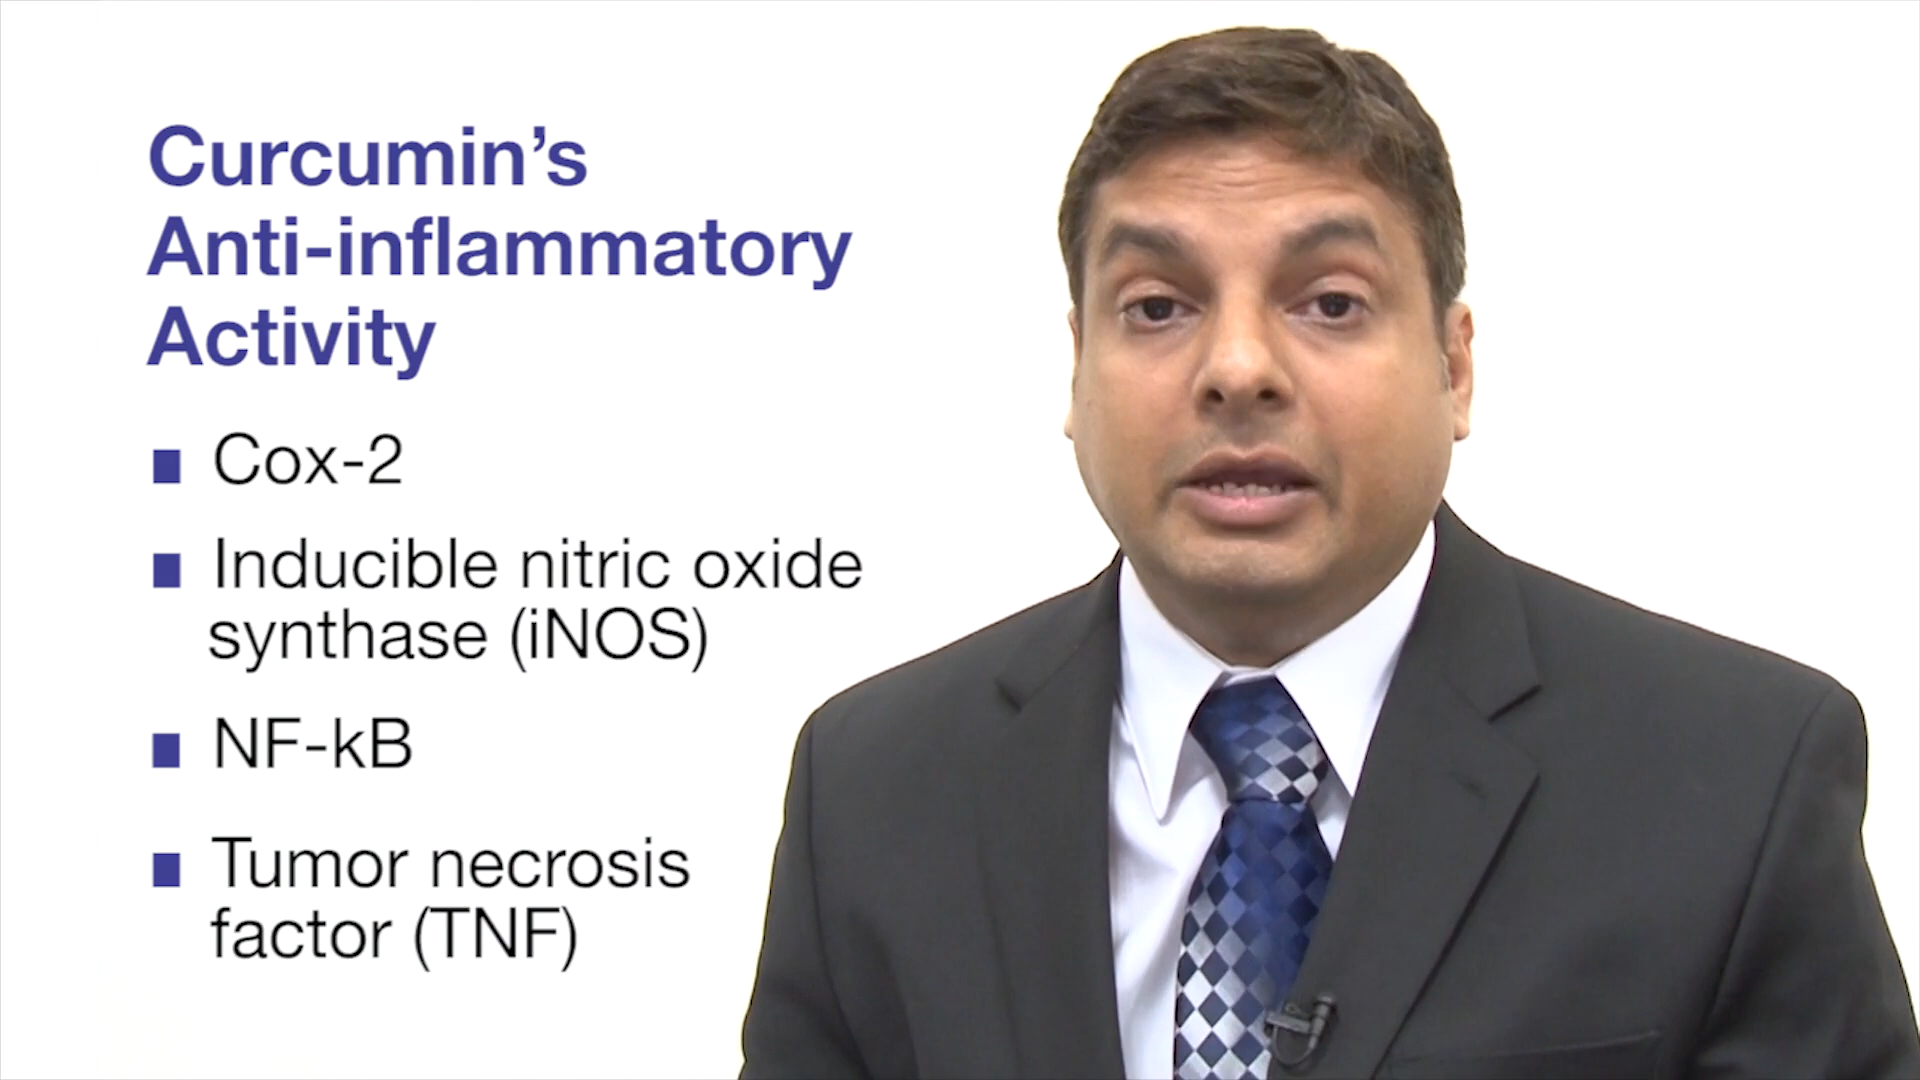 Curcumin’s
Anti-inflammatory
Activity
Cox-2
Inducible nitric oxide
synthase (iNOS)
NF-kB
Tumor necrosis
factor (TNF)